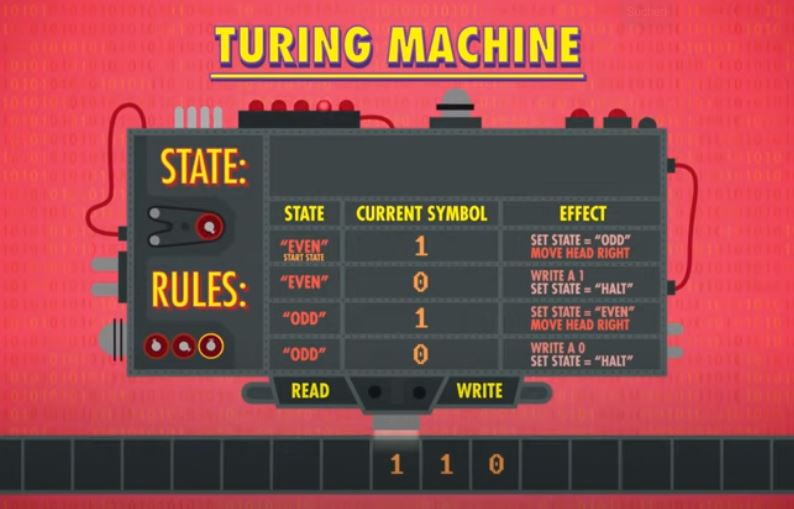 TURING MACHINE
STATE:
RULES:
STATE CURRENT SYMBOL EFFECT
"EVEN" 1 SET STATE = "ODD"
START STATE MOVE HEAD RIGHT
"EVEN" 0 WRITE A 1
SET STATE = "HALT"
"ODD" 1 SET STATE = "EVEN"
MOVE HEAD RIGHT
"ODD" 0 WRITE A 0
SET STATE = "HALT"
READ WRITE
1 1 0